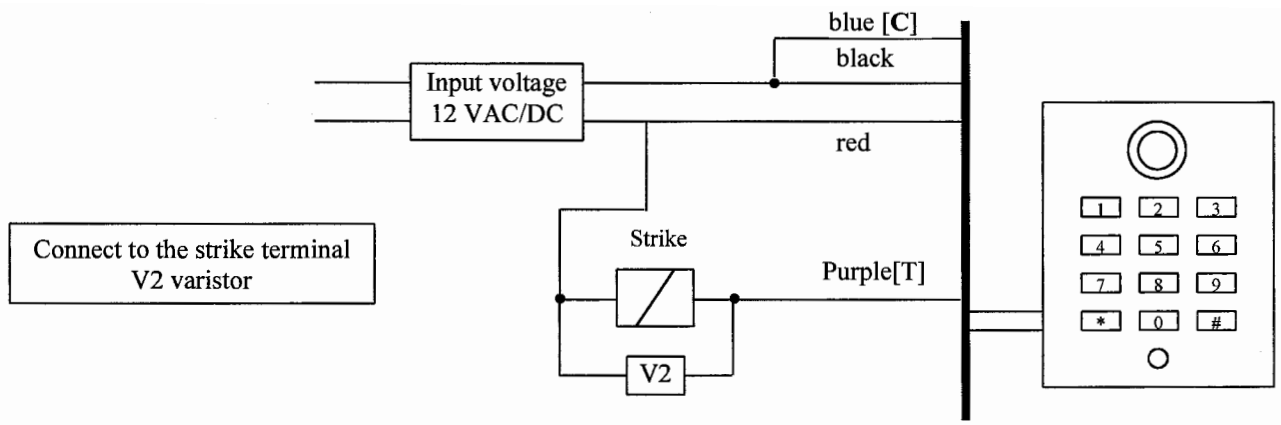 blue [C]
black
Input voltage
12 VAC/DC
red
Connect to the strike terminal
V2 varistor
Strike
Purple[T]
V2
1 2 3
4 5 6
7 8 9
* 0 #